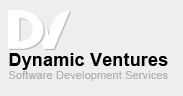 DV
Dynamic Ventures
Software Development Services